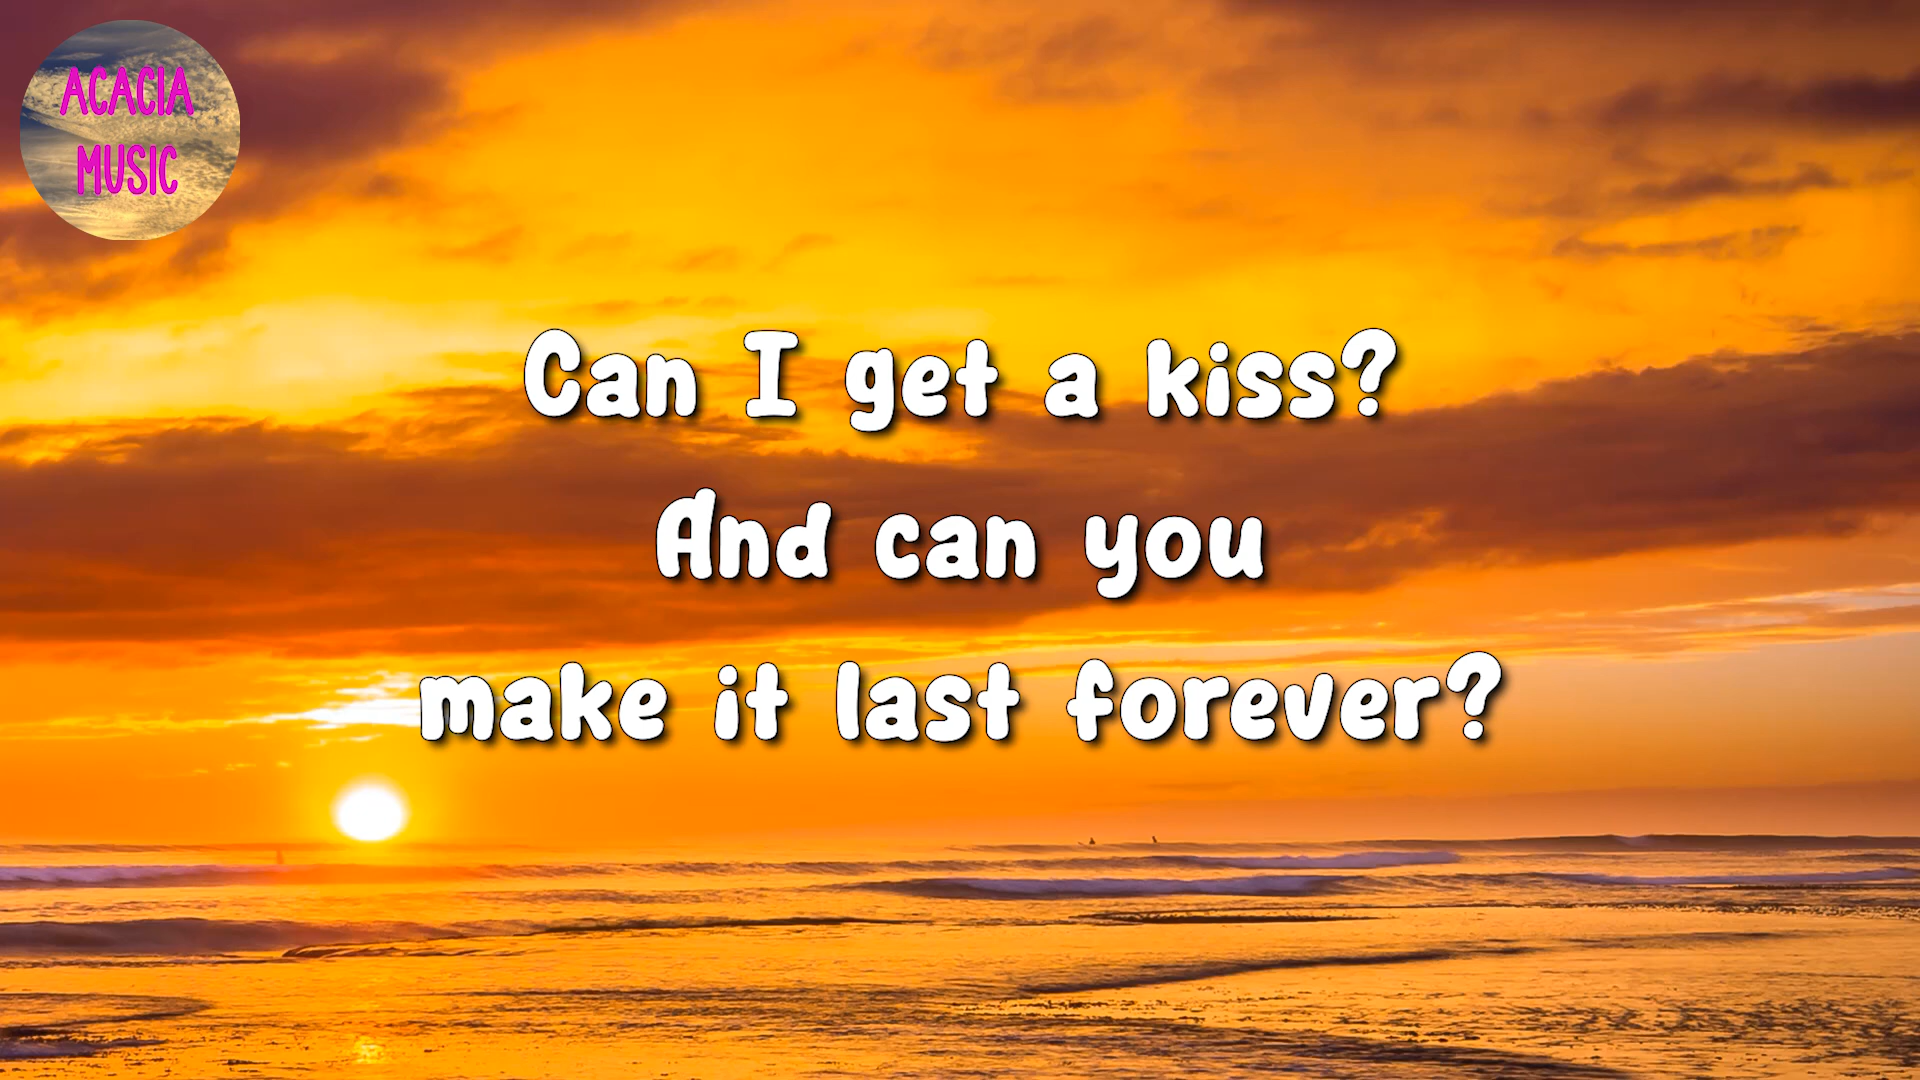 ACACIA
MUSIC
Can I get a kiss?
And can you
make it last forever?